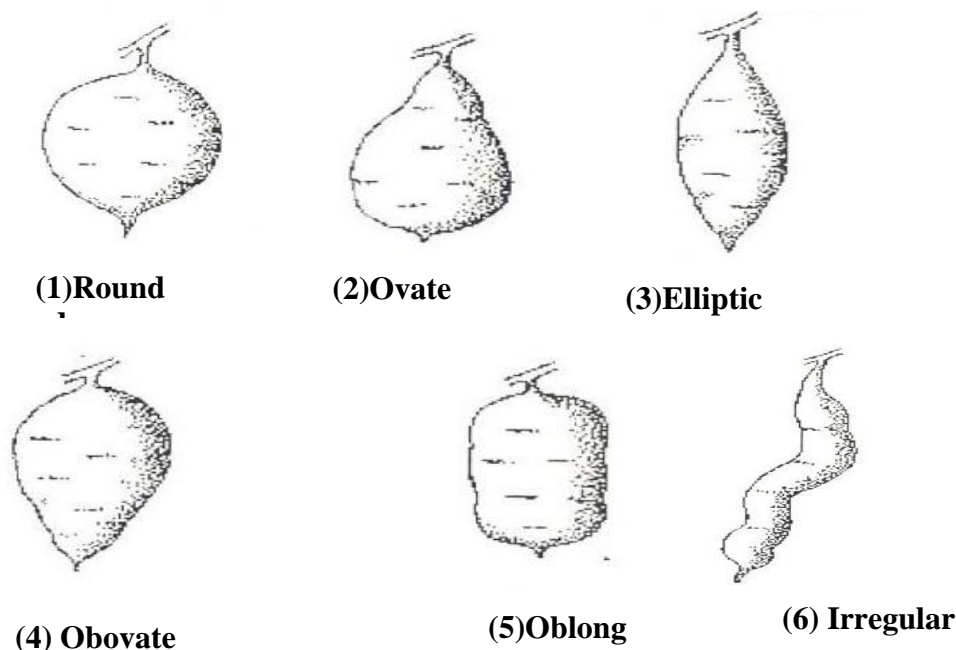 (1)Round
(2)Ovate
(3)Elliptic
(4) Obovate
(5)Oblong
(6) Irregular